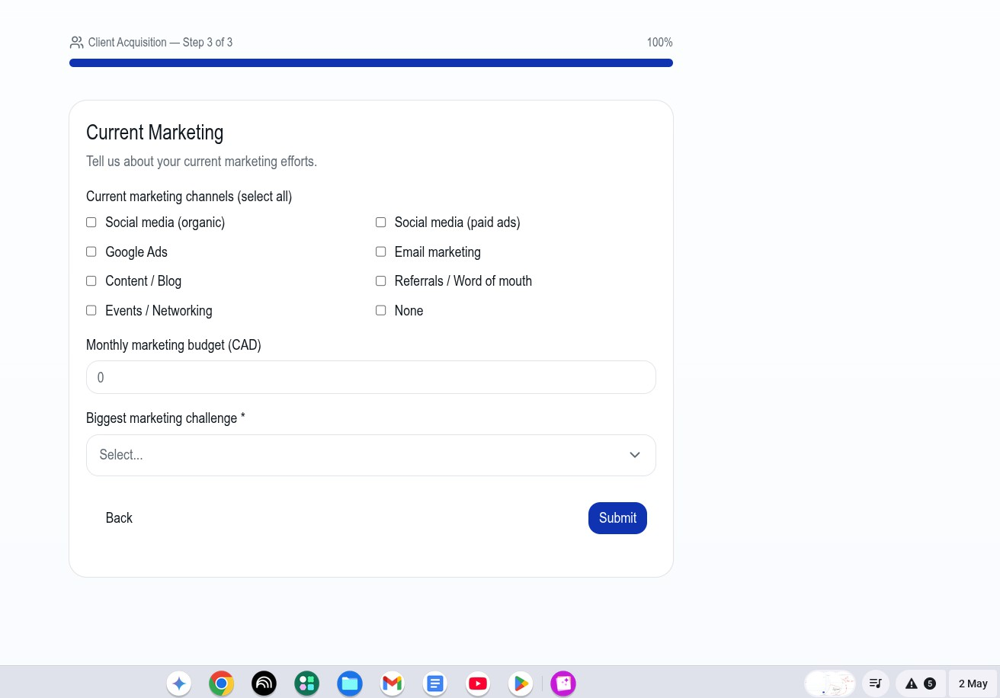 Client Acquisition — Step 3 of 3 100%
Current Marketing
Tell us about your current marketing efforts.
Current marketing channels (select all)
Social media (organic) Social media (paid ads)
Google Ads Email marketing
Content / Blog Referrals / Word of mouth
Events / Networking None
Monthly marketing budget (CAD)
0
Biggest marketing challenge *
Select...
Back Submit
5 2 May